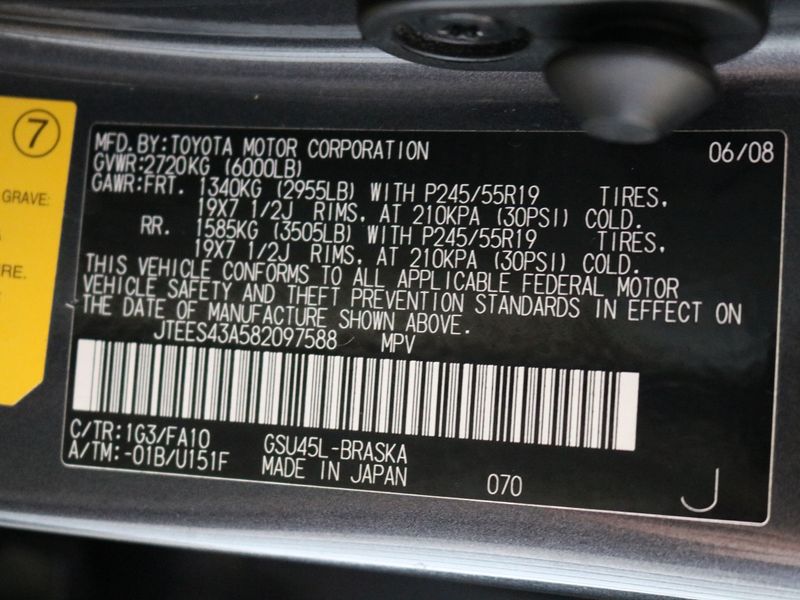 7
GRAVE:
ERE.
MFD. BY: TOYOTA MOTOR CORPORATION 06/08
GVWR: 2720KG (6000LB)
GAWR: FRT. 1340KG (2955LB) WITH P245/55R19 TIRES,
19X7 1/2J RIMS. AT 210KPA (30PSI) COLD.
RR. 1585KG (3505LB) WITH P245/55R19 TIRES,
19X7 1/2J RIMS. AT 210KPA (30PSI) COLD.
THIS VEHICLE CONFORMS TO ALL APPLICABLE FEDERAL MOTOR
VEHICLE SAFETY AND THEFT PREVENTION STANDARDS IN EFFECT ON
THE DATE OF MANUFACTURE SHOWN ABOVE.
JTEES43A582097588 MPV
C/TR: 1G3/FA10 GSU45L-BRASKA
A/TM: -01B/U151F MADE IN JAPAN 070 J